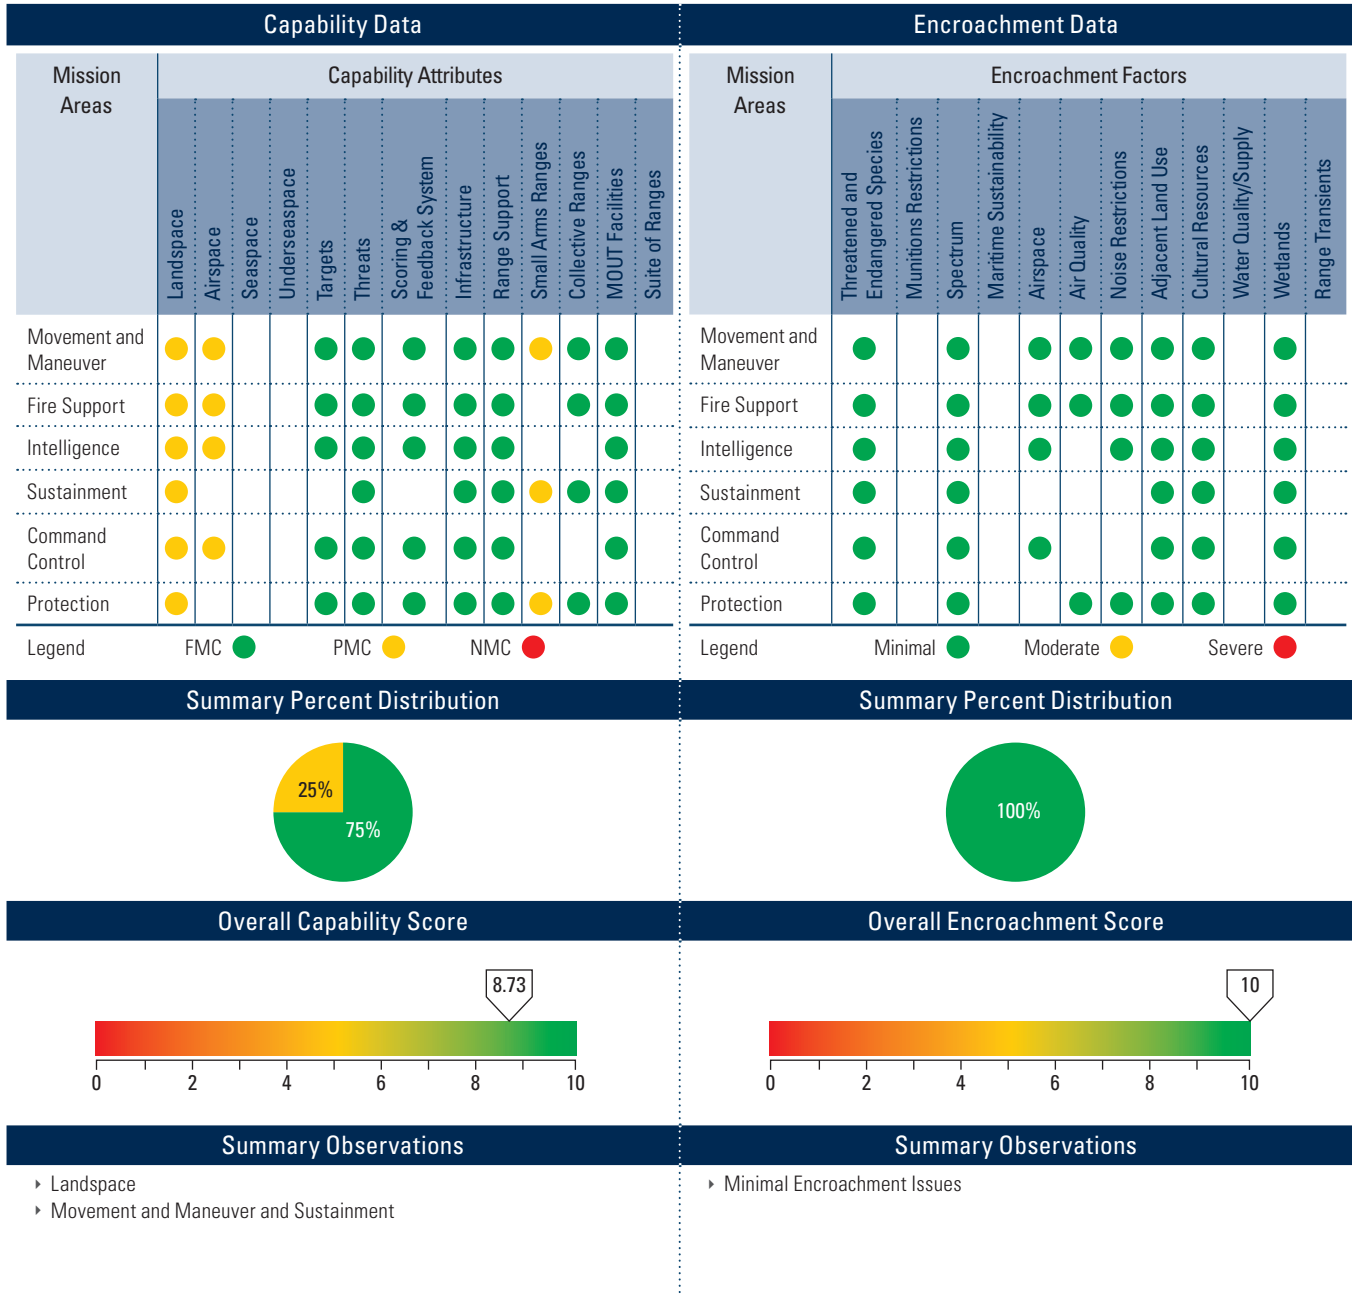 Capability Data
Mission
Areas
Capability Attributes
Landspace
Airspace
Seaspace
Underseaspace
Targets
Threats
Scoring &
Feedback System
Infrastructure
Range Support
Small Arms Ranges
Collective Ranges
MOUT Facilities
Suite of Ranges
Movement and
Maneuver
Fire Support
Intelligence
Sustainment
Command
Control
Protection
Legend FMC PMC NMC
Summary Percent Distribution
25%
75%
Overall Capability Score
8.73
0 2 4 6 8 10
Summary Observations
‣ Landspace
‣ Movement and Maneuver and Sustainment
Encroachment Data
Mission
Areas
Encroachment Factors
Threatened and
Endangered Species
Munitions Restrictions
Spectrum
Maritime Sustainability
Airspace
Air Quality
Noise Restrictions
Adjacent Land Use
Cultural Resources
Water Quality/Supply
Wetlands
Range Transients
Movement and
Maneuver
Fire Support
Intelligence
Sustainment
Command
Control
Protection
Legend Minimal Moderate Severe
Summary Percent Distribution
100%
Overall Encroachment Score
10
0 2 4 6 8 10
Summary Observations
‣ Minimal Encroachment Issues